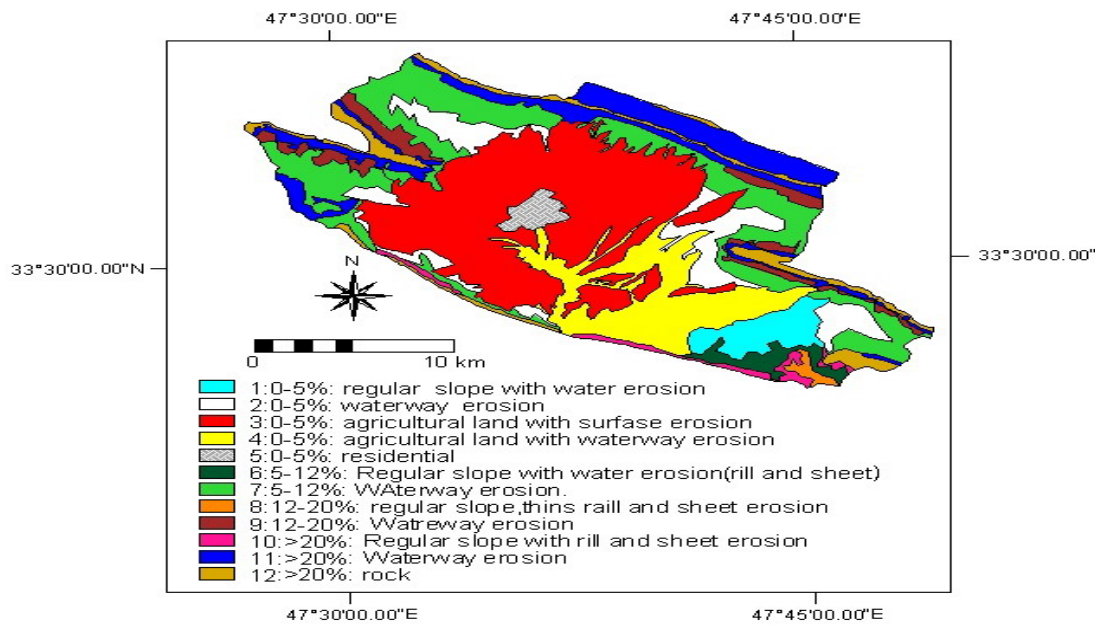 47°30'00.00"E 47°45'00.00"E
33°30'00.00"N 33°30'00.00"N
N
0 10 km
1:0-5%: regular slope with water erosion
2:0-5%: waterway erosion
3:0-5%: agricultural land with surfase erosion
4:0-5%: agricultural land with waterway erosion
5:0-5%: residential
6:5-12%: Regular slope with water erosion(rill and sheet)
7:5-12%: WAterway erosion.
8:12-20%: regular slope,thins raill and sheet erosion
9:12-20%: Watreway erosion
10:>20%: Regular slope with rill and sheet erosion
11:>20%: Waterway erosion
12:>20%: rock
47°30'00.00"E 47°45'00.00"E